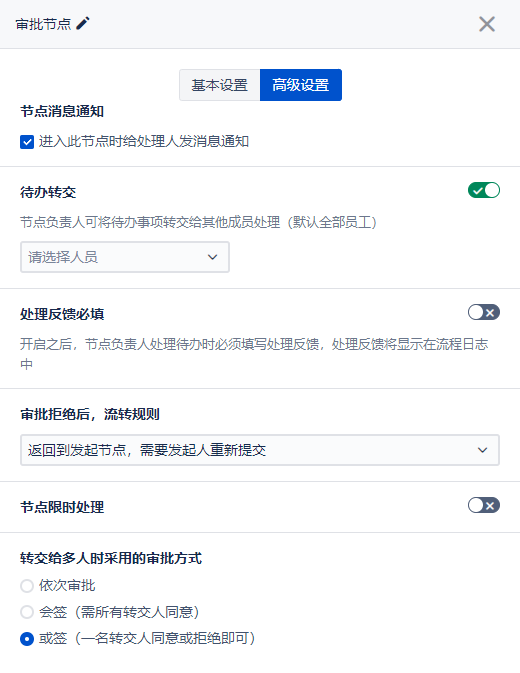 审批节点
基本设置 高级设置
节点消息通知
进入此节点时给处理人发消息通知
待办转交
节点负责人可将待办事项转交给其他成员处理（默认全部员工）
请选择人员
处理反馈必填
开启之后，节点负责人处理待办时必须填写处理反馈，处理反馈将显示在流程日志
中
审批拒绝后，流转规则
返回到发起节点，需要发起人重新提交
节点限时处理
转交给多人时采用的审批方式
依次审批
会签（需所有转交人同意）
或签（一名转交人同意或拒绝即可）